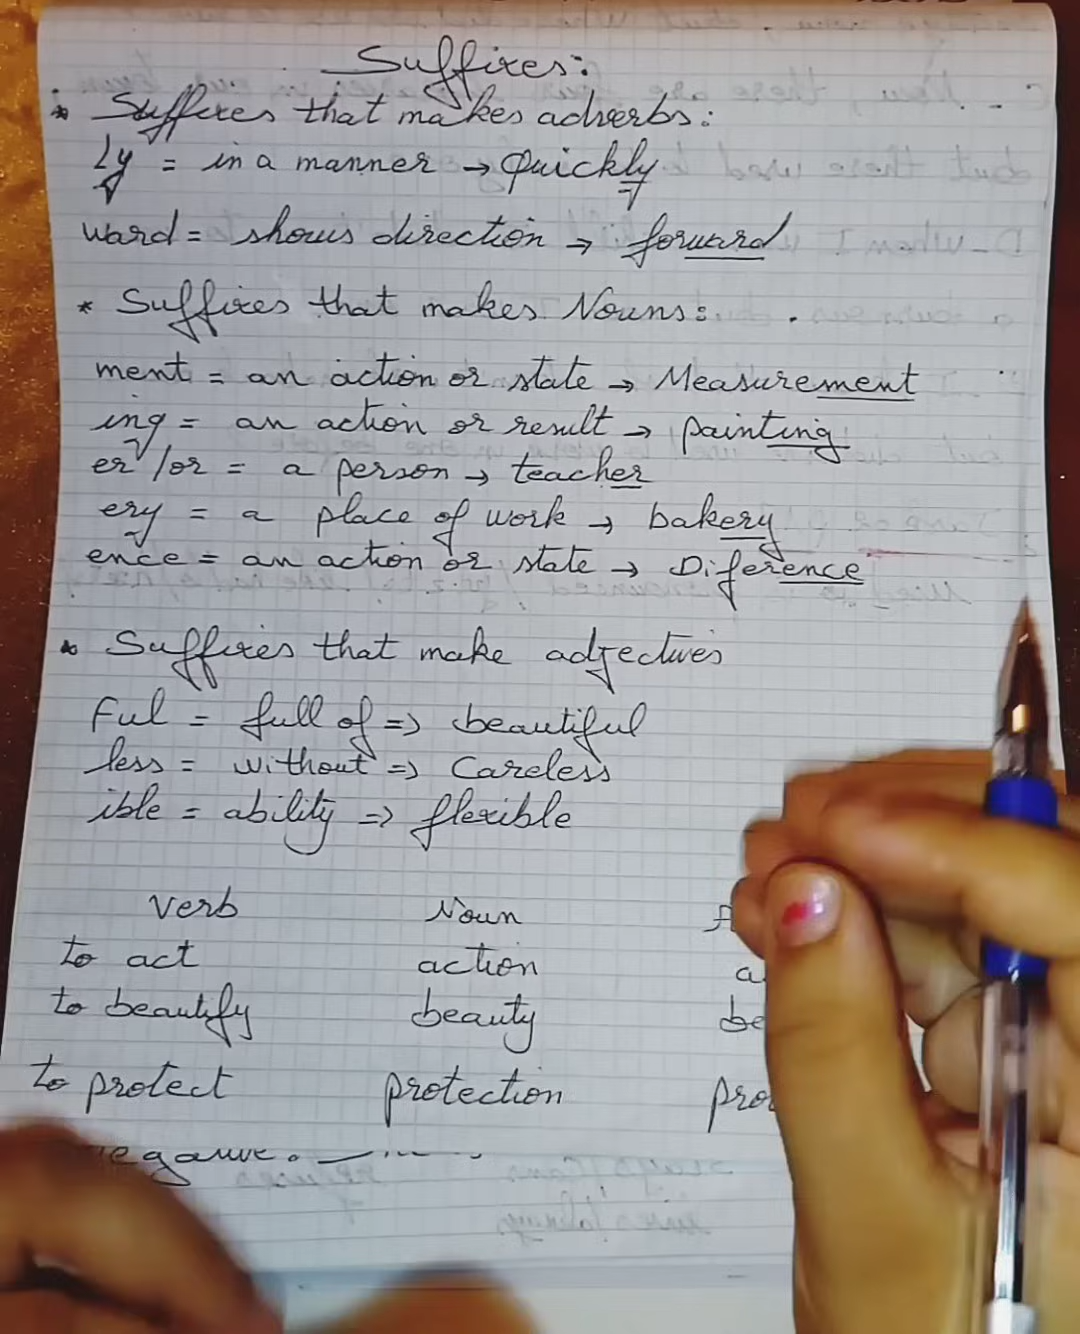 Suffixes:
* Suffixes that makes adverbs:
Ly = in a manner → Quickly
ward = shows direction → forward
* Suffixes that makes Nouns:
ment = an action or state → Measurement
ing = an action or result → painting
er/or = a person → teacher
ery = a place of work → bakery
ence = an action or state → Diference
* Suffixes that make adjectives
Ful = full of => beautiful
less = without => Careless
ible = ability => flexible
Verb Noun
to act action
to beautify beauty
to protect protection